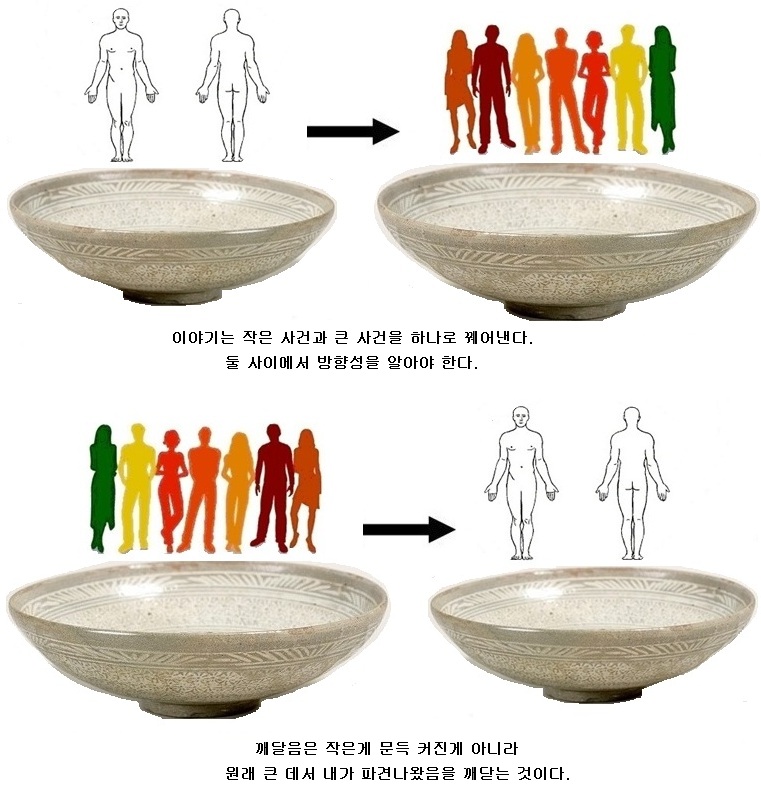 이야기는 작은 사건과 큰 사건을 하나로 꿰어낸다.
둘 사이에서 방향성을 알아야 한다.
깨달음은 작은게 문득 커진게 아니라
원래 큰 데서 내가 파견나왔음을 깨닫는 것이다.